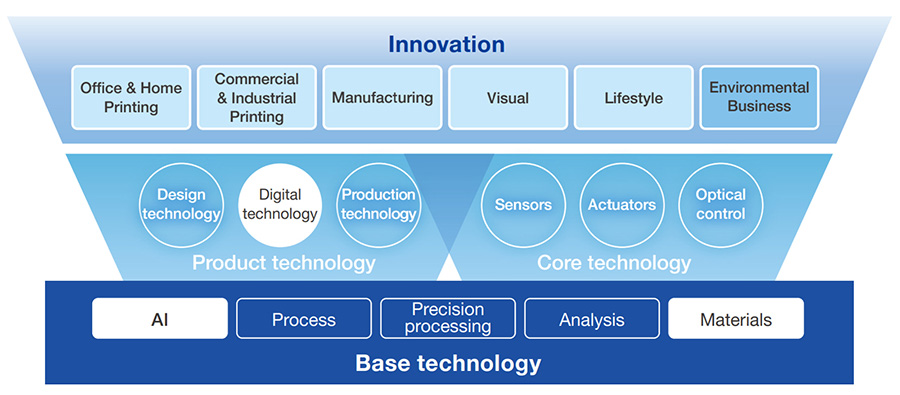 Innovation
Office & Home
Printing
Commercial
& Industrial
Printing
Manufacturing
Visual
Lifestyle
Environmental
Business
Design
technology
Digital
technology
Production
technology
Sensors
Actuators
Optical
control
Product technology
Core technology
AI
Process
Precision
processing
Analysis
Materials
Base technology